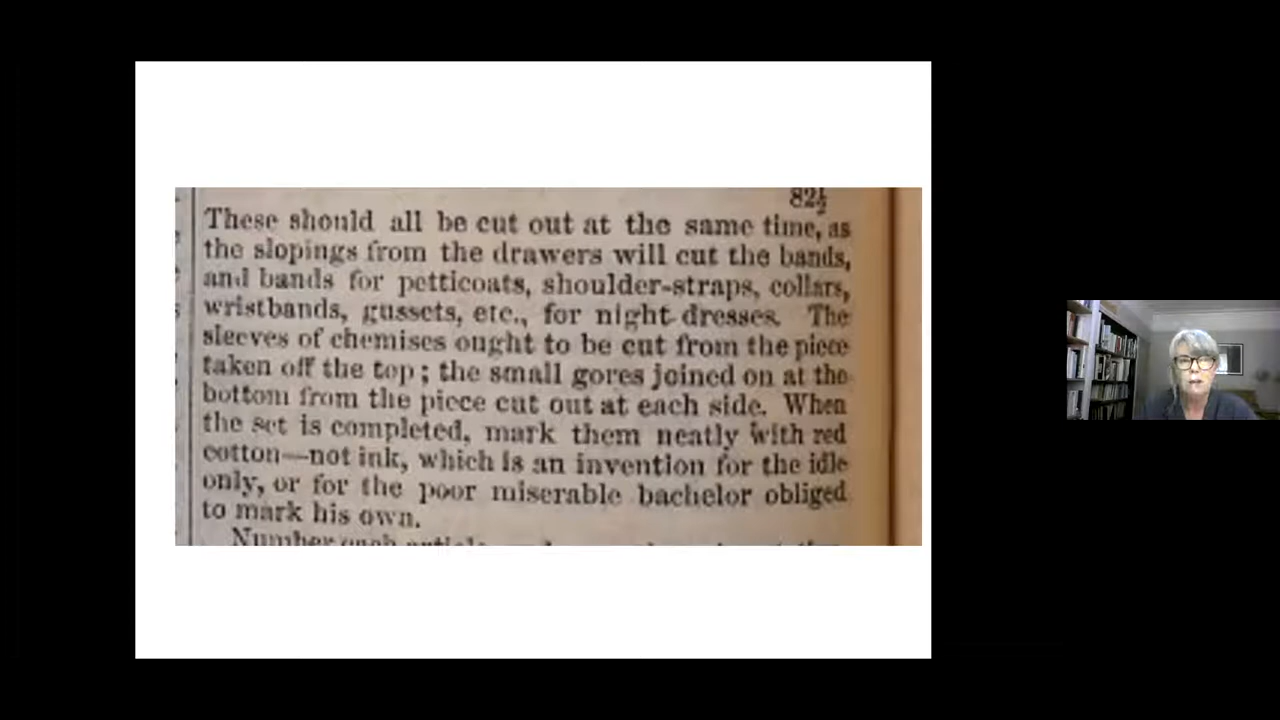 82½
These should all be cut out at the same time, as
the slopings from the drawers will cut the bands,
and bands for petticoats, shoulder-straps, collars,
wristbands, gussets, etc., for night-dresses. The
sleeves of chemises ought to be cut from the piece
taken off the top; the small gores joined on at the
bottom from the piece cut out at each side. When
the set is completed, mark them neatly with red
cotton—not ink, which is an invention for the idle
only, or for the poor miserable bachelor obliged
to mark his own.
Number each